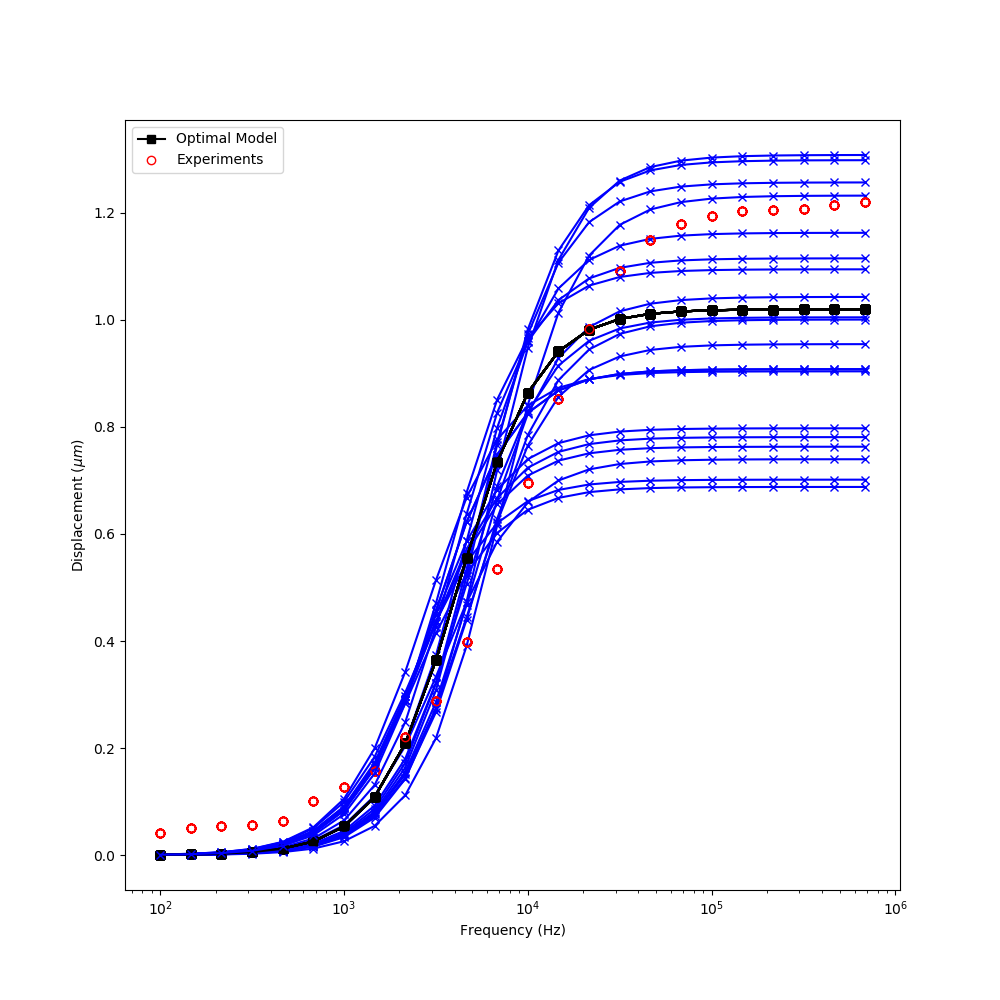 Optimal Model
Experiments
1.2
1.0
0.8
0.6
0.4
0.2
0.0
Displacement (μm)
10² 10³ 10⁴ 10⁵ 10⁶
Frequency (Hz)